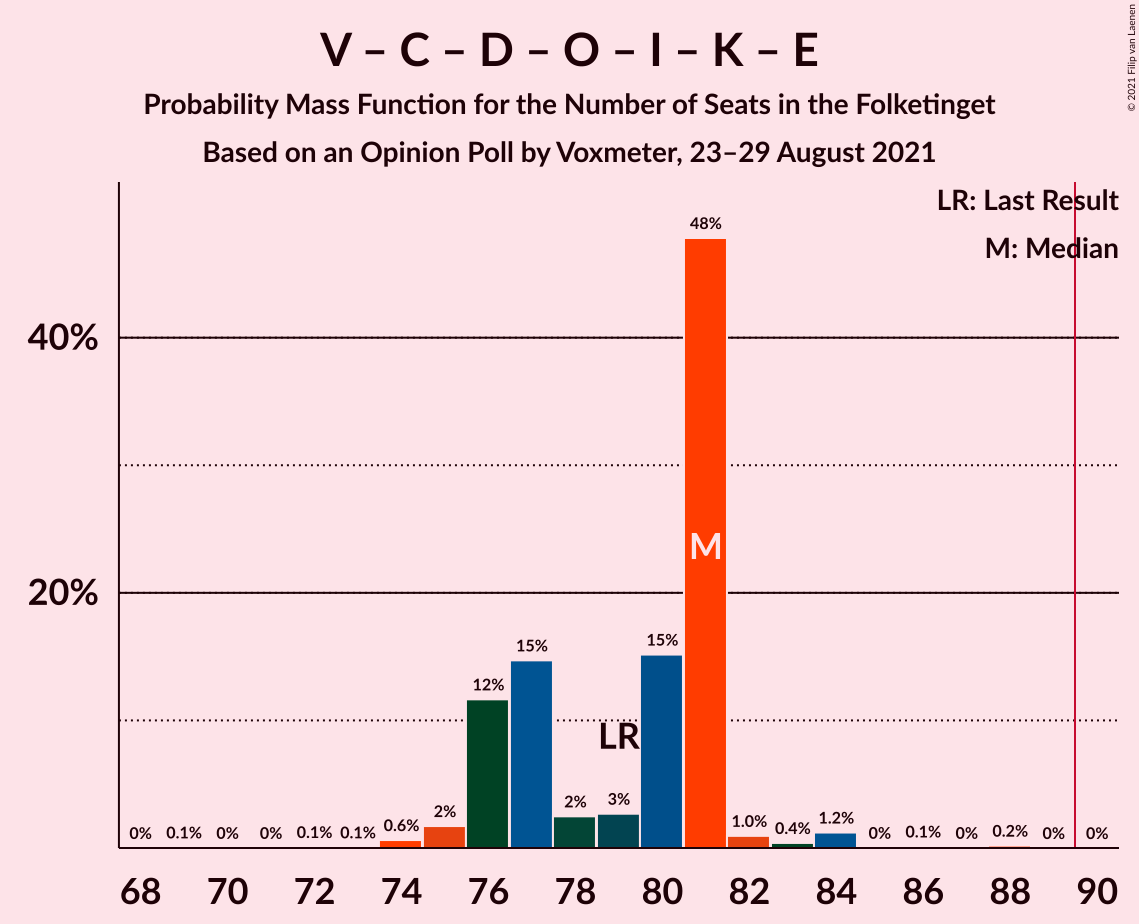 V – C – D – O – I – K – E
Probability Mass Function for the Number of Seats in the Folketinget
Based on an Opinion Poll by Voxmeter, 23–29 August 2021
© 2021 Filip van Laenen
LR: Last Result
M: Median
40%
20%
0% 0.1% 0% 0% 0.1% 0.1% 0.6% 2% 12% 15% 2% 3% 15% 48% 1.0% 0.4% 1.2% 0% 0.1% 0% 0.2% 0% 0%
LR
M
68 70 72 74 76 78 80 82 84 86 88 90